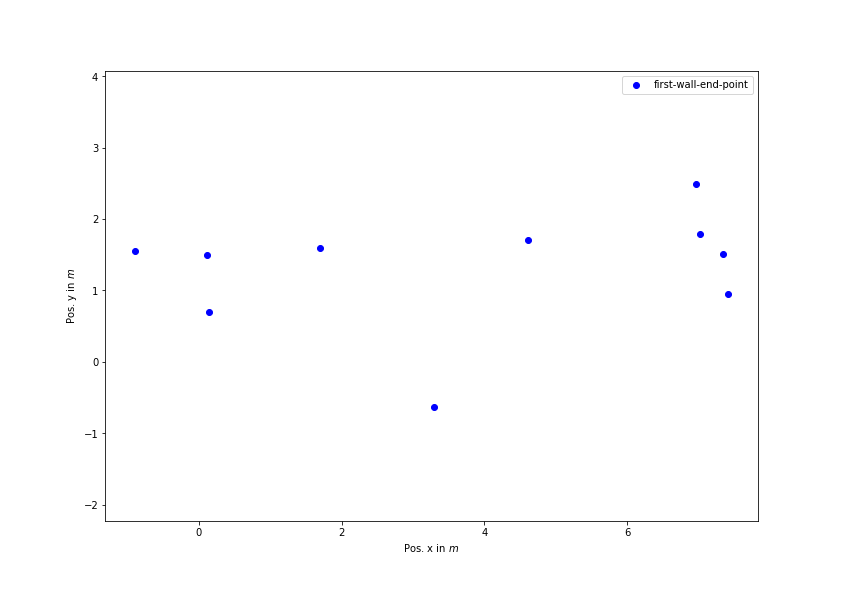 first-wall-end-point
4
3
2
1
0
−1
−2
Pos. y in m
0 2 4 6
Pos. x in m